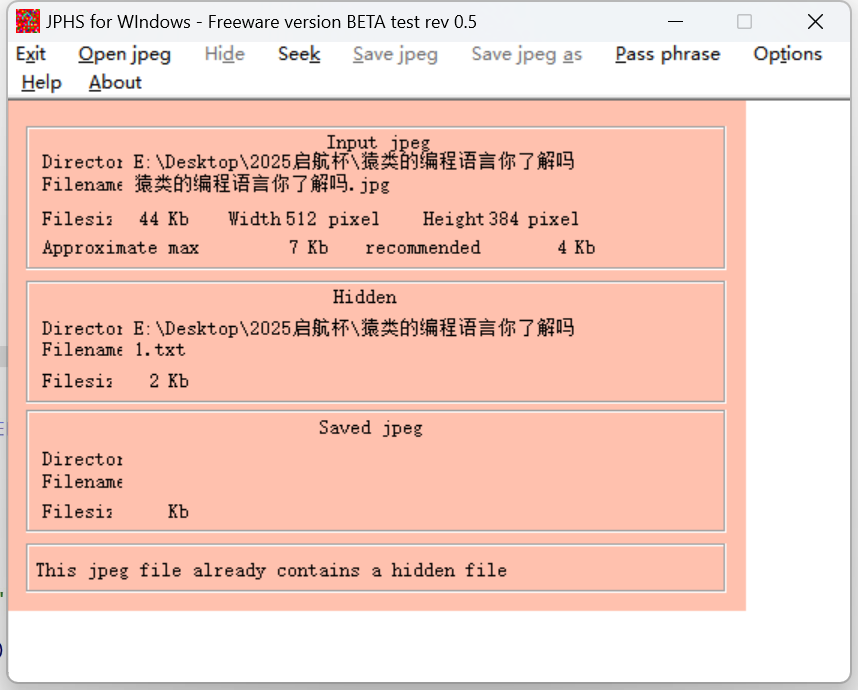 JPHS for WIndows - Freeware version BETA test rev 0.5
Exit Open jpeg Hide Seek Save jpeg Save jpeg as Pass phrase Options
Help About
Input jpeg
Director E:\Desktop\2025启航杯\猿类的编程语言你了解吗
Filename 猿类的编程语言你了解吗.jpg
Filesiz 44 Kb Width 512 pixel Height 384 pixel
Approximate max 7 Kb recommended 4 Kb
Hidden
Director E:\Desktop\2025启航杯\猿类的编程语言你了解吗
Filename 1.txt
Filesiz 2 Kb
Saved jpeg
Director
Filename
Filesiz Kb
This jpeg file already contains a hidden file